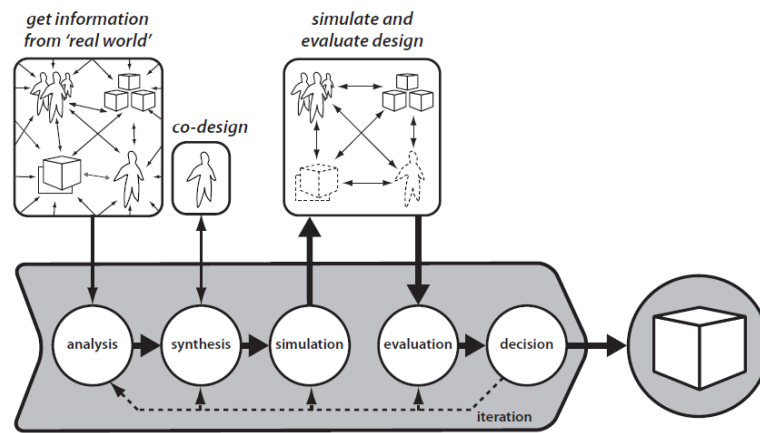 get information
from ‘real world’
simulate and
evaluate design
co-design
analysis
synthesis
simulation
evaluation
decision
iteration